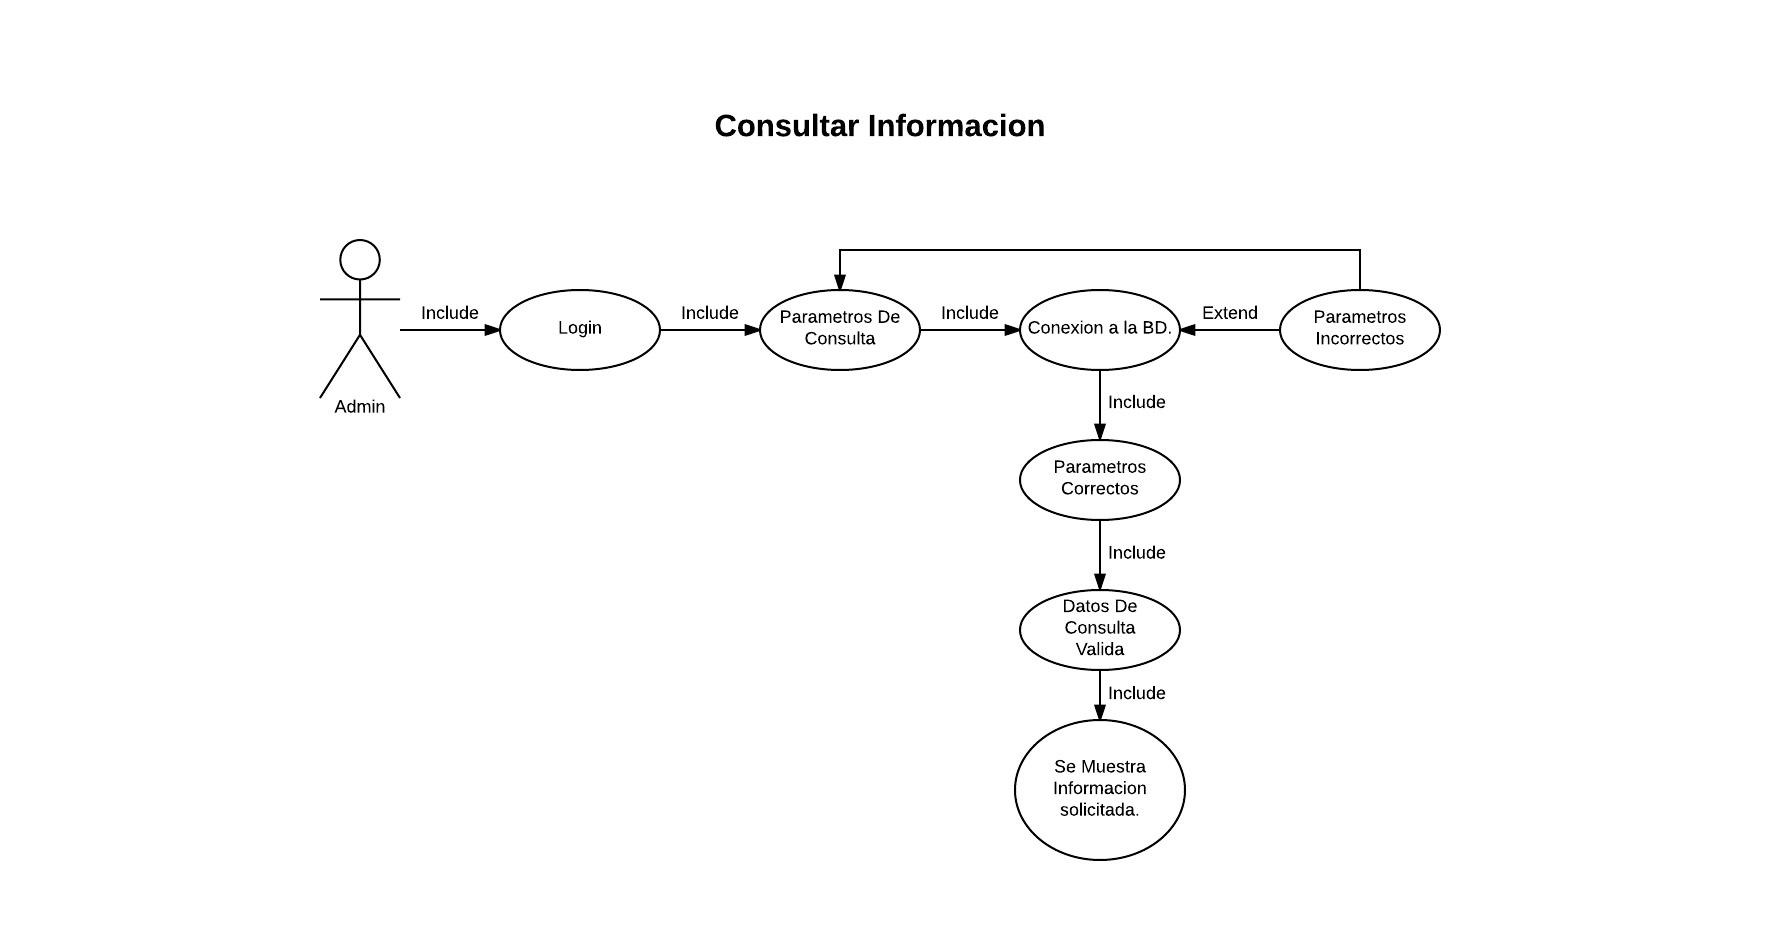 Consultar Informacion
Include
Login
Include
Parametros De
Consulta
Include
Conexion a la BD.
Extend
Parametros
Incorrectos
Admin
Include
Parametros
Correctos
Include
Datos De
Consulta
Valida
Include
Se Muestra
Informacion
solicitada.